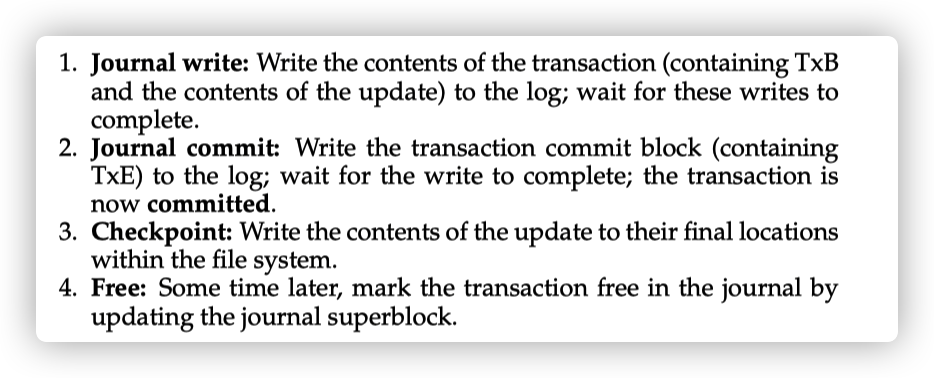 1. Journal write: Write the contents of the transaction (containing TxB
and the contents of the update) to the log; wait for these writes to
complete.
2. Journal commit: Write the transaction commit block (containing
TxE) to the log; wait for the write to complete; the transaction is
now committed.
3. Checkpoint: Write the contents of the update to their final locations
within the file system.
4. Free: Some time later, mark the transaction free in the journal by
updating the journal superblock.